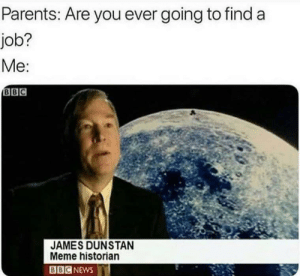 Parents: Are you ever going to find a
job?
Me:
BBC
JAMES DUNSTAN
Meme historian
BBC NEWS